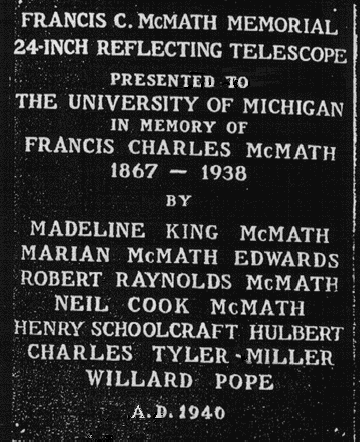 FRANCIS C. McMATH MEMORIAL
24-INCH REFLECTING TELESCOPE
PRESENTED TO
THE UNIVERSITY OF MICHIGAN
IN MEMORY OF
FRANCIS CHARLES McMATH
1867 — 1938
BY
MADELINE KING McMATH
MARIAN McMATH EDWARDS
ROBERT RAYNOLDS McMATH
NEIL COOK McMATH
HENRY SCHOOLCRAFT HULBERT
CHARLES TYLER MILLER
WILLARD POPE
A. D. 1940